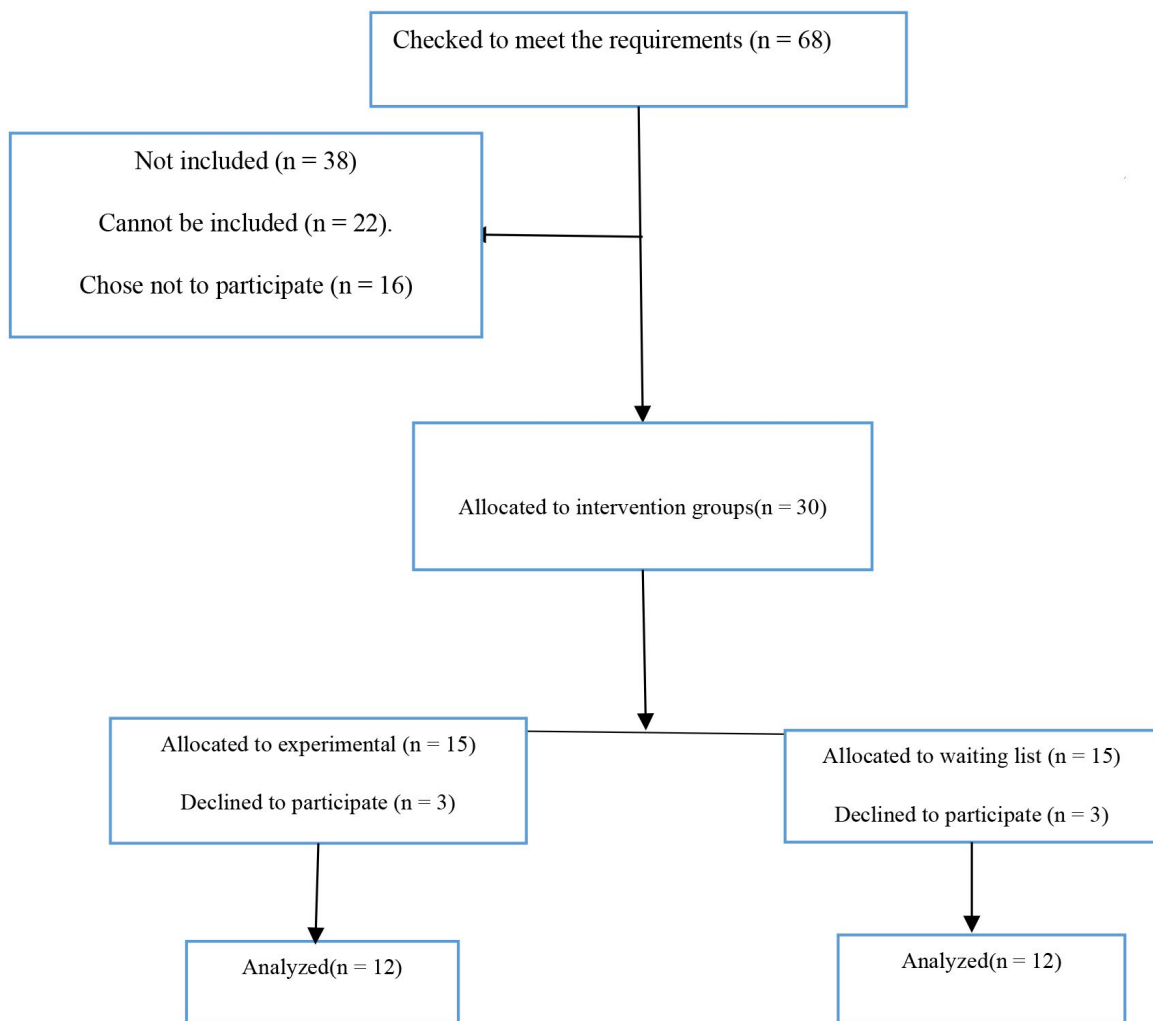 Checked to meet the requirements (n = 68)
Not included (n = 38)
Cannot be included (n = 22).
Chose not to participate (n = 16)
Allocated to intervention groups(n = 30)
Allocated to experimental (n = 15)
Declined to participate (n = 3)
Allocated to waiting list (n = 15)
Declined to participate (n = 3)
Analyzed(n = 12)
Analyzed(n = 12)